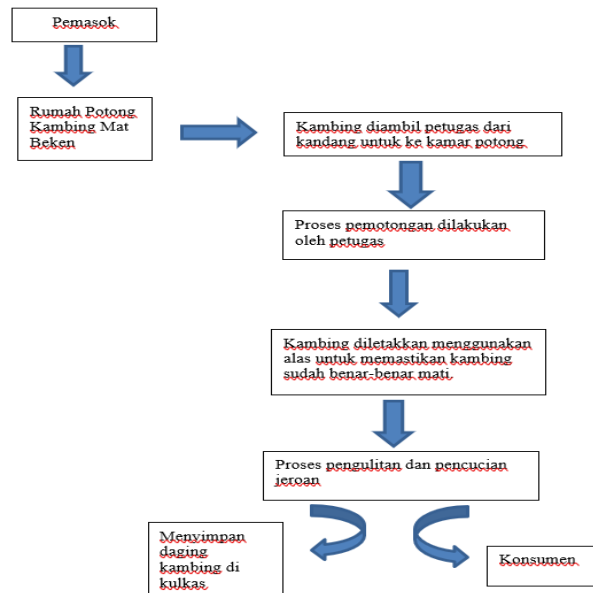 Pemasok
Rumah Potong
Kambing Mat
Beken
Kambing diambil petugas dari
kandang untuk ke kamar potong
Proses pemotongan dilakukan
oleh petugas
Kambing diletakkan menggunakan
alas untuk memastikan kambing
sudah benar-benar mati.
Proses pengulitan dan pencucian
jeroan
Menyimpan
daging
kambing di
kulkas
Konsumen